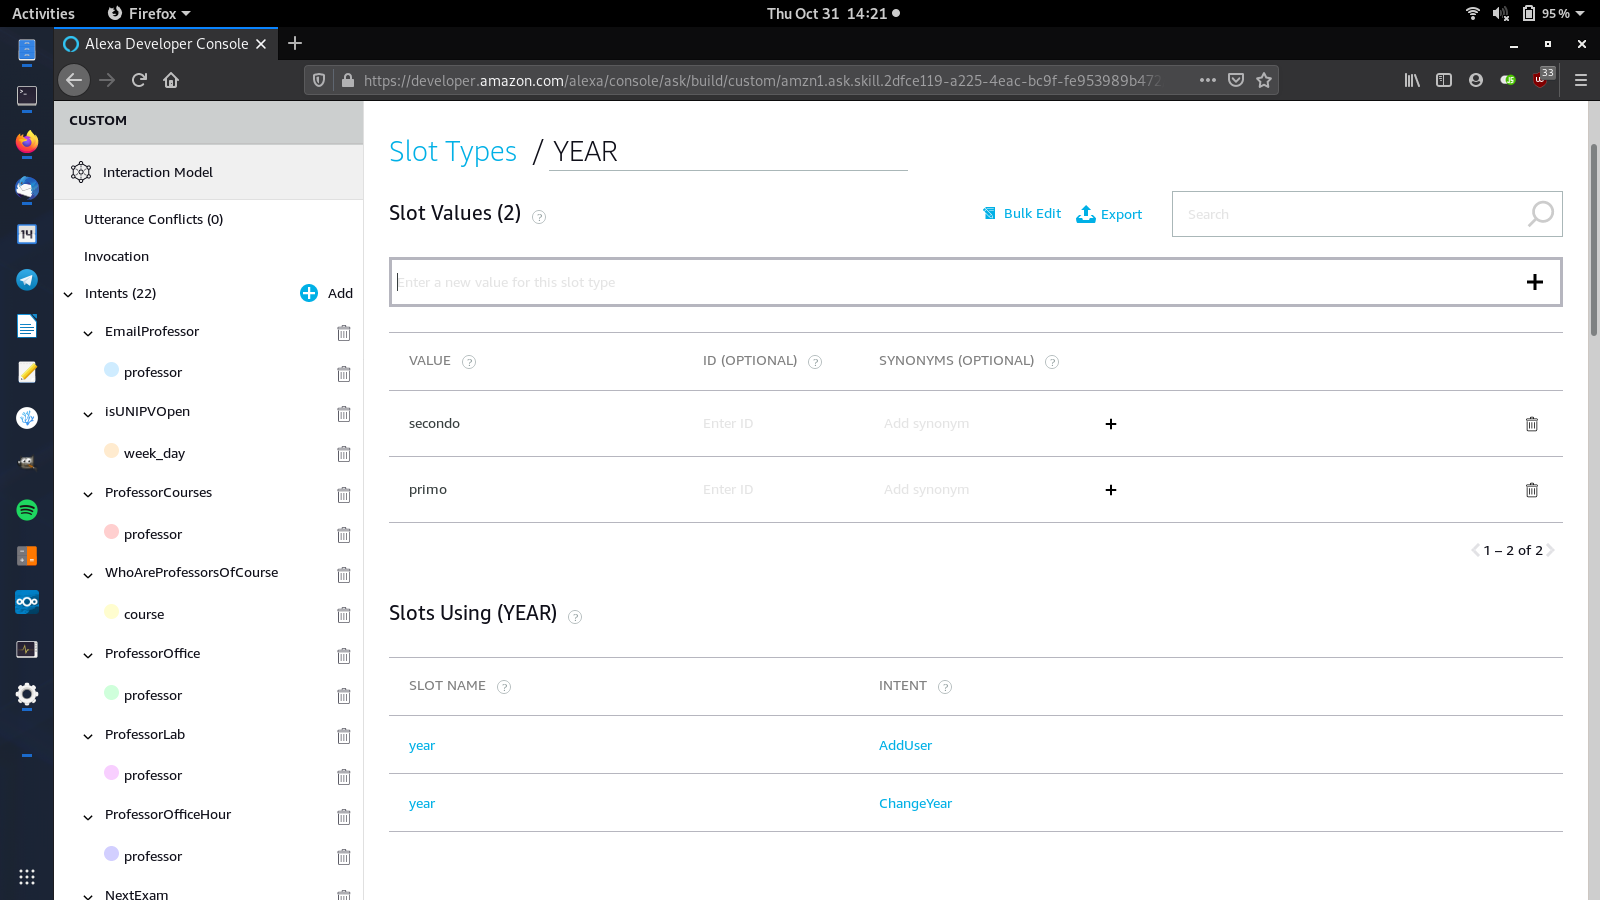 Activities
Firefox
Thu Oct 31 14:21
95 %
Alexa Developer Console
https://developer.amazon.com/alexa/console/ask/build/custom/amzn1.ask.skill.2dfce119-a225-4eac-bc9f-fe953989b472
33
CUSTOM
Interaction Model
Utterance Conflicts (0)
Invocation
Intents (22)
Add
EmailProfessor
professor
isUNIPVOpen
week_day
ProfessorCourses
professor
WhoAreProfessorsOfCourse
course
ProfessorOffice
professor
ProfessorLab
professor
ProfessorOfficeHour
professor
NextExam
14
Slot Types / YEAR
Slot Values (2) ?
Bulk Edit
Export
Search
Enter a new value for this slot type
VALUE ? ID (OPTIONAL) ? SYNONYMS (OPTIONAL) ?
secondo Enter ID Add synonym
primo Enter ID Add synonym
1 – 2 of 2
Slots Using (YEAR) ?
SLOT NAME ? INTENT ?
year AddUser
year ChangeYear